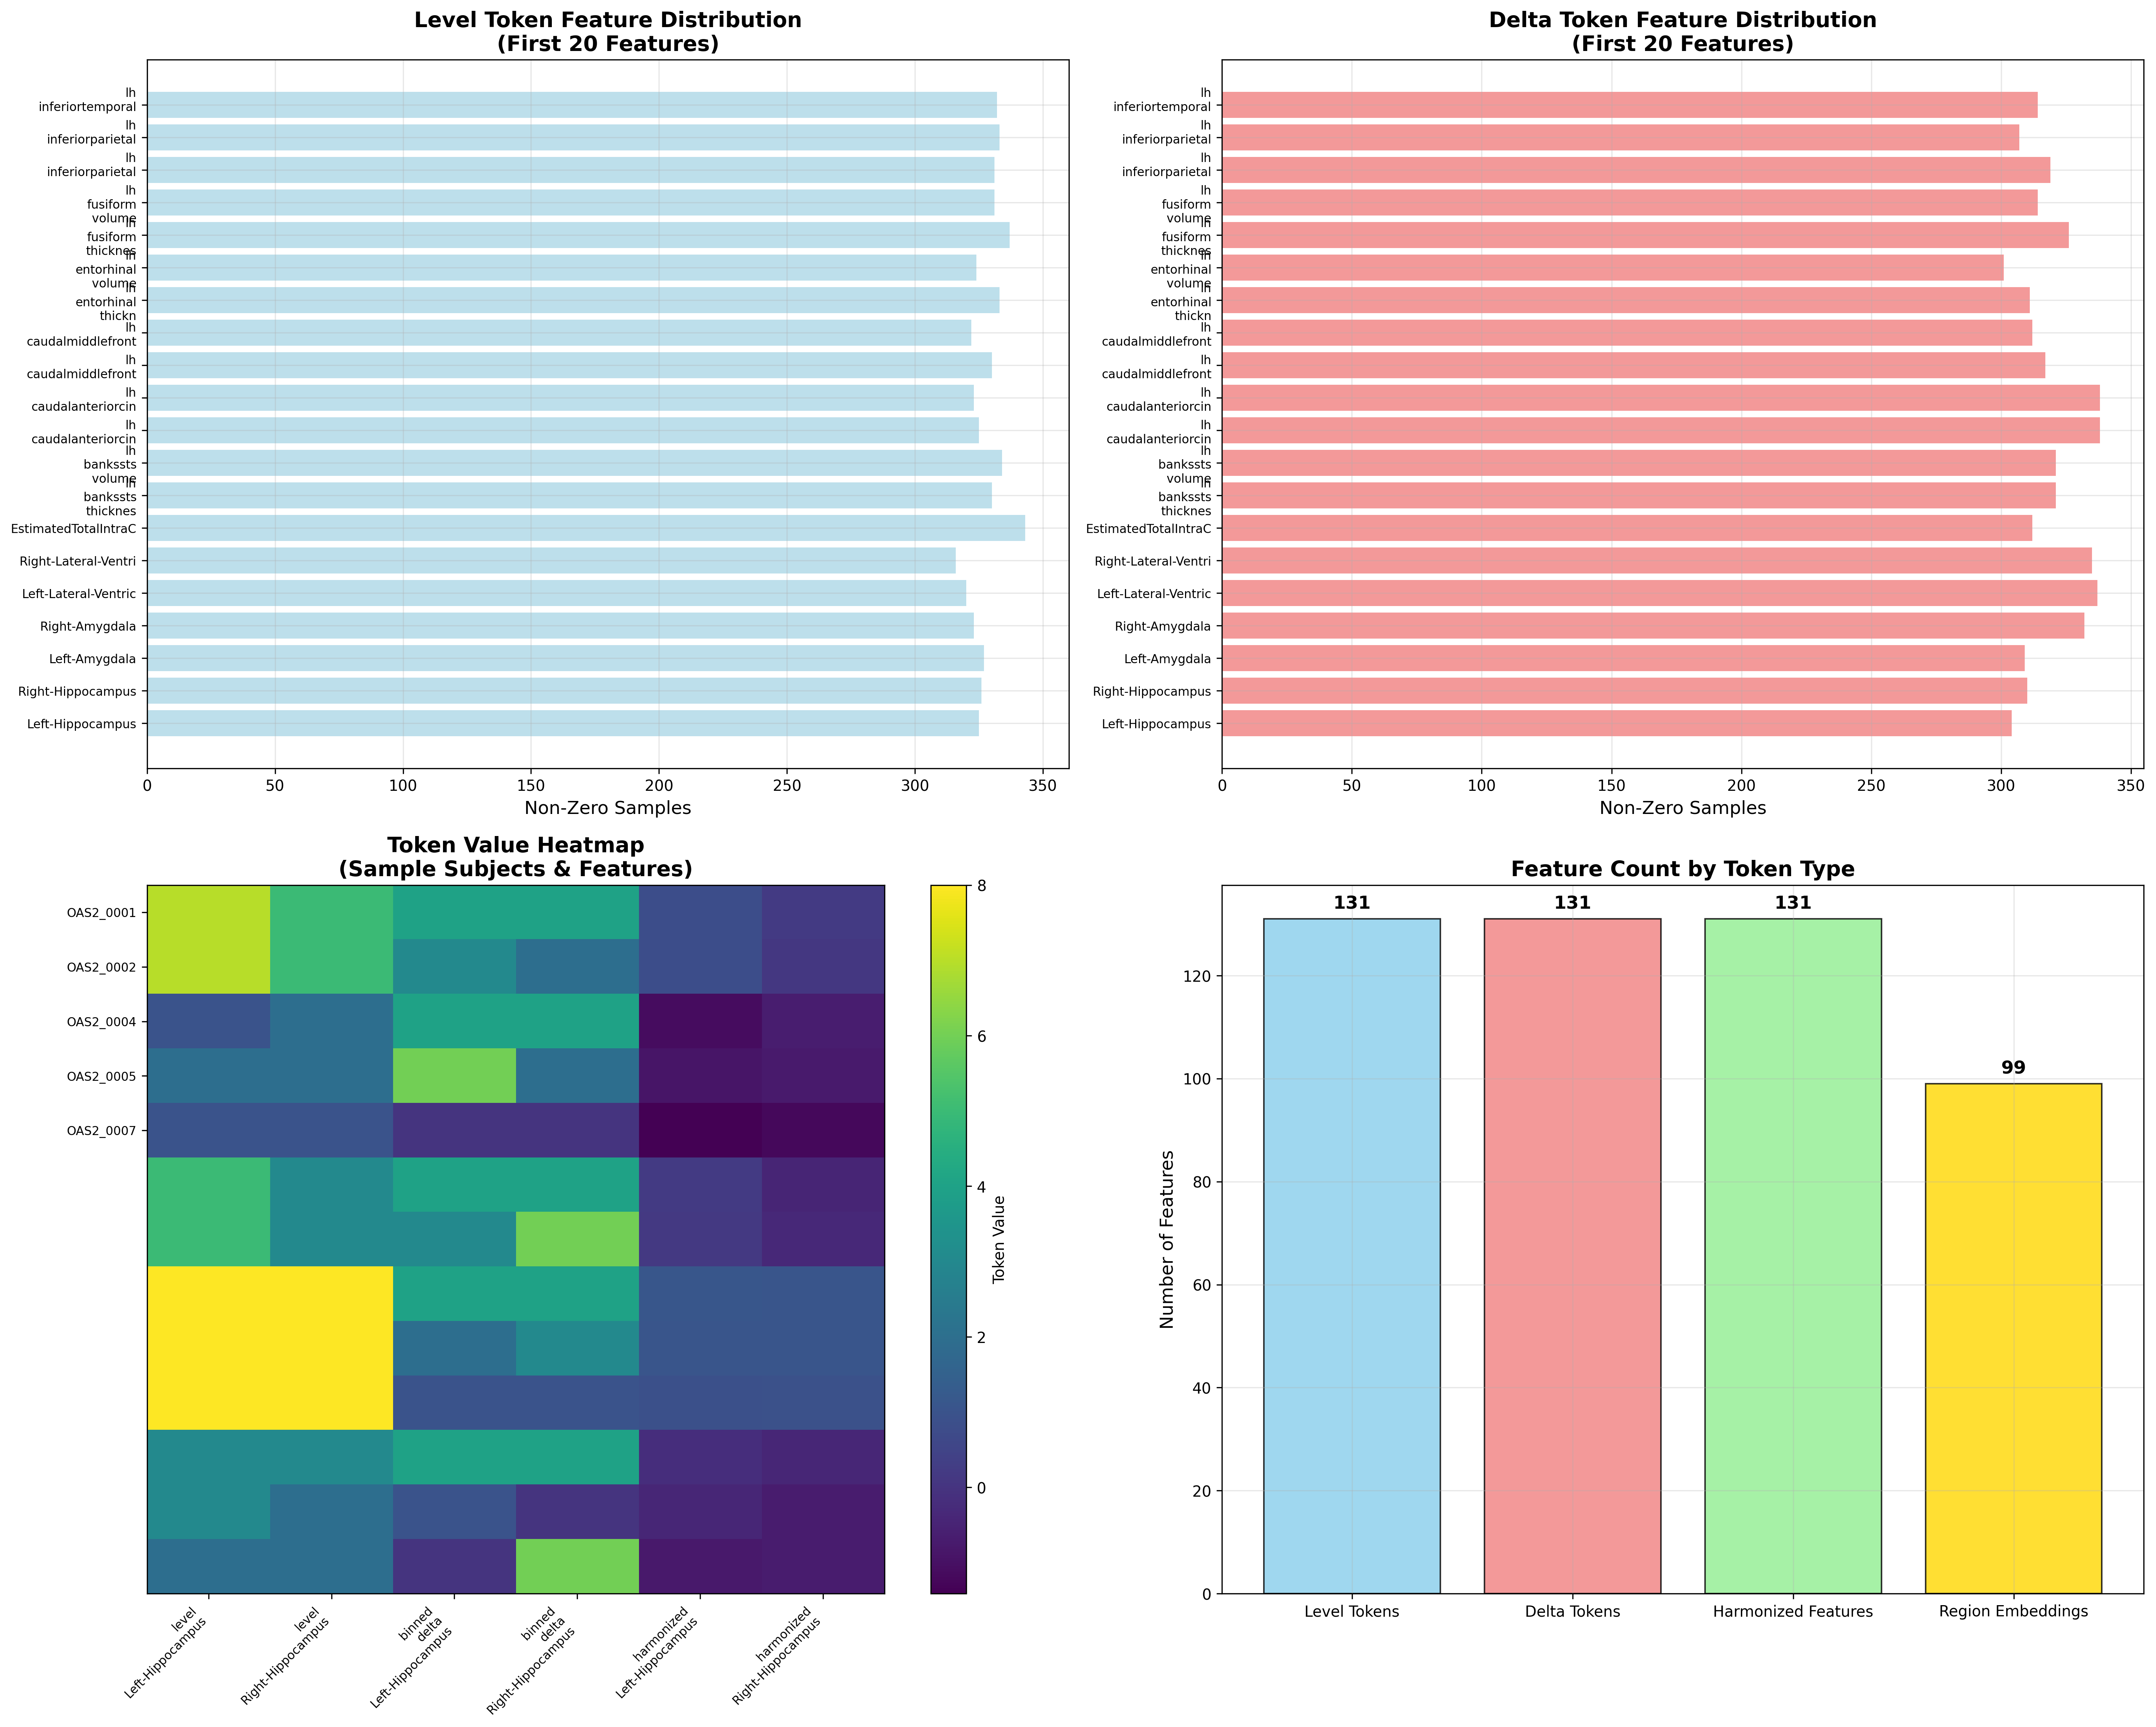 Level Token Feature Distribution
(First 20 Features)
lh
inferiortemporal
lh
inferiorparietal
lh
inferiorparietal
lh
fusiform
volume
lh
fusiform
thicknes
lh
entorhinal
volume
lh
entorhinal
thickn
lh
caudalmiddlefront
lh
caudalmiddlefront
lh
caudalanteriorcin
lh
caudalanteriorcin
lh
bankssts
volume
lh
bankssts
thicknes
EstimatedTotalIntraC
Right-Lateral-Ventri
Left-Lateral-Ventric
Right-Amygdala
Left-Amygdala
Right-Hippocampus
Left-Hippocampus
0 50 100 150 200 250 300 350
Non-Zero Samples
Delta Token Feature Distribution
(First 20 Features)
lh
inferiortemporal
lh
inferiorparietal
lh
inferiorparietal
lh
fusiform
volume
lh
fusiform
thicknes
lh
entorhinal
volume
lh
entorhinal
thickn
lh
caudalmiddlefront
lh
caudalmiddlefront
lh
caudalanteriorcin
lh
caudalanteriorcin
lh
bankssts
volume
lh
bankssts
thicknes
EstimatedTotalIntraC
Right-Lateral-Ventri
Left-Lateral-Ventric
Right-Amygdala
Left-Amygdala
Right-Hippocampus
Left-Hippocampus
0 50 100 150 200 250 300 350
Non-Zero Samples
Token Value Heatmap
(Sample Subjects & Features)
OAS2_0001
OAS2_0002
OAS2_0004
OAS2_0005
OAS2_0007
level
Left-Hippocampus
level
Right-Hippocampus
binned
delta
Left-Hippocampus
binned
delta
Right-Hippocampus
harmonized
Left-Hippocampus
harmonized
Right-Hippocampus
8
6
4
2
0
Token Value
Feature Count by Token Type
131
131
131
99
120
100
80
60
40
20
0
Number of Features
Level Tokens
Delta Tokens
Harmonized Features
Region Embeddings